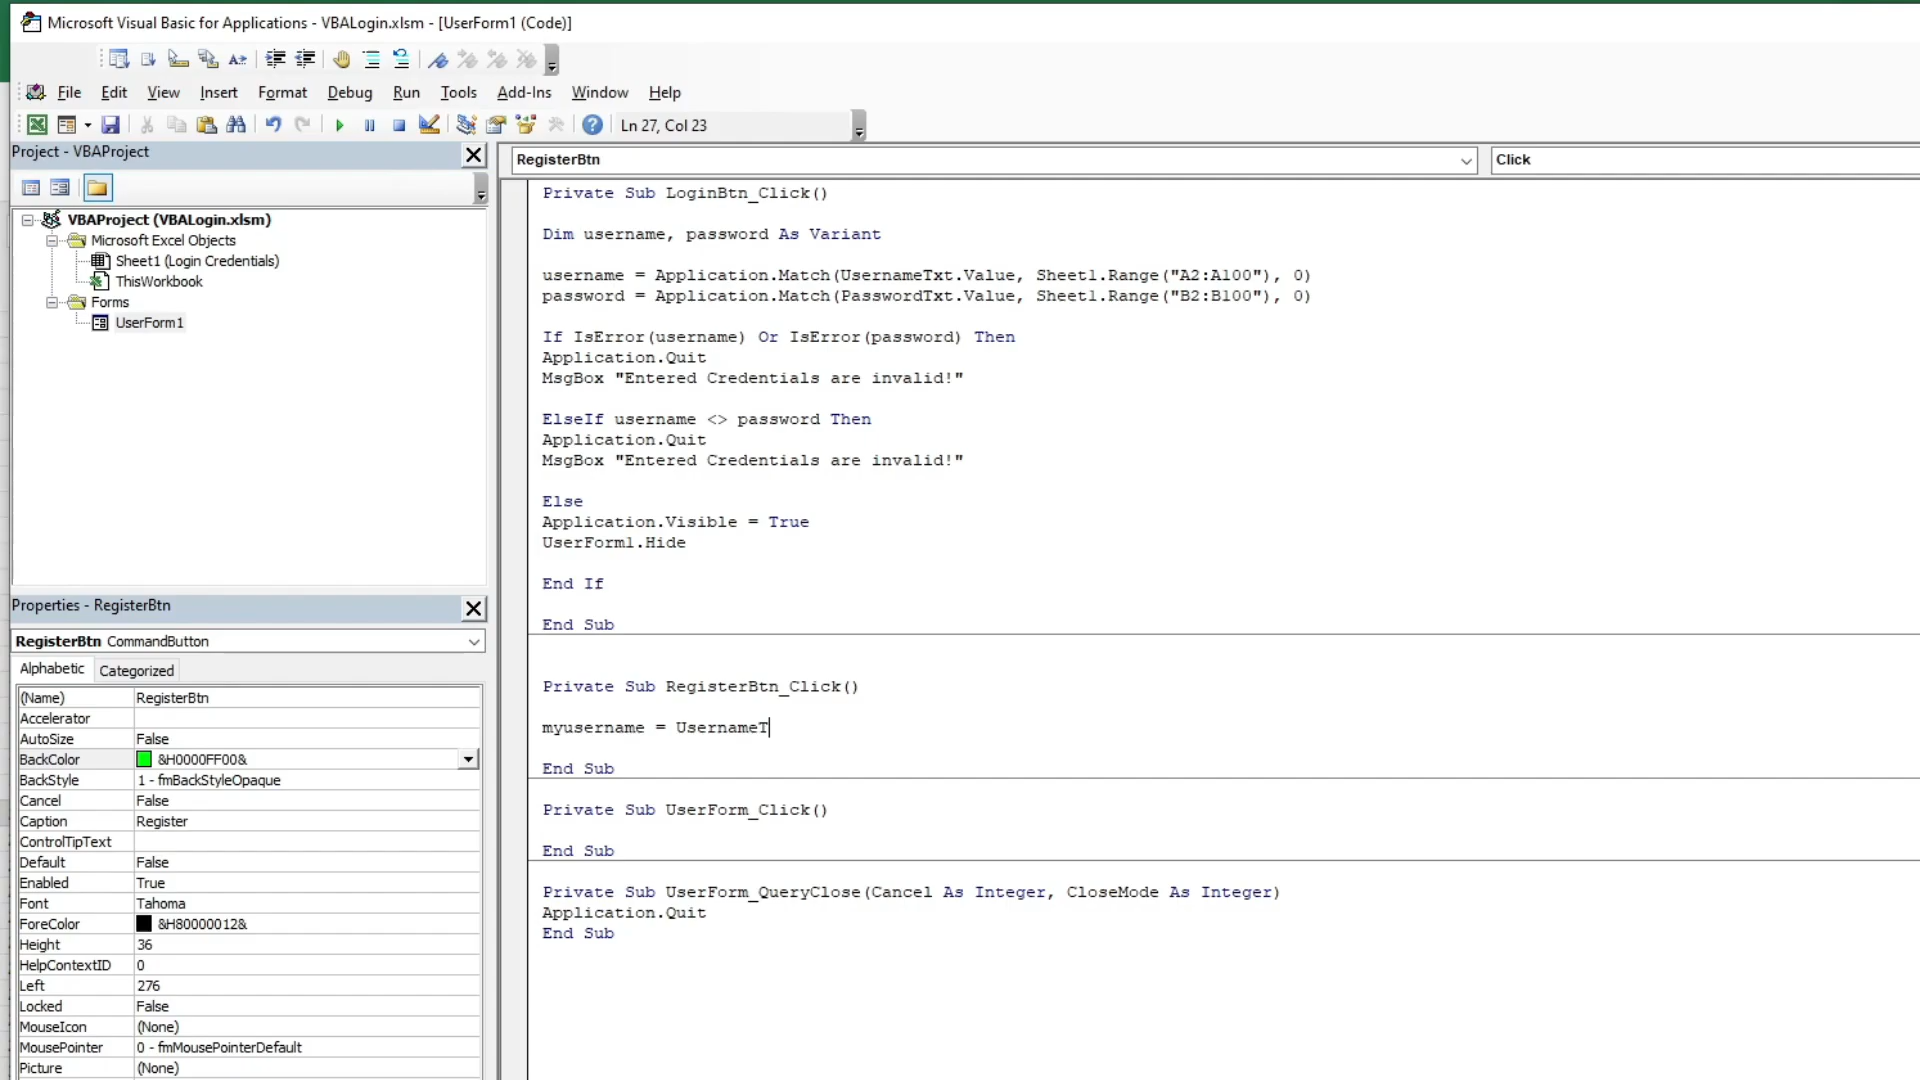 Microsoft Visual Basic for Applications - VBALogin.xlsm - [UserForm1 (Code)]
File Edit View Insert Format Debug Run Tools Add-Ins Window Help
Ln 27, Col 23
Project - VBAProject
VBAProject (VBALogin.xlsm)
Microsoft Excel Objects
Sheet1 (Login Credentials)
ThisWorkbook
Forms
UserForm1
Properties - RegisterBtn
RegisterBtn CommandButton
Alphabetic Categorized
(Name) RegisterBtn
Accelerator
AutoSize False
BackColor &H0000FF00&
BackStyle 1 - fmBackStyleOpaque
Cancel False
Caption Register
ControlTipText
Default False
Enabled True
Font Tahoma
ForeColor &H80000012&
Height 36
HelpContextID 0
Left 276
Locked False
MouseIcon (None)
MousePointer 0 - fmMousePointerDefault
Picture (None)
RegisterBtn Click
Private Sub LoginBtn_Click()
Dim username, password As Variant
username = Application.Match(UsernameTxt.Value, Sheet1.Range("A2:A100"), 0)
password = Application.Match(PasswordTxt.Value, Sheet1.Range("B2:B100"), 0)
If IsError(username) Or IsError(password) Then
Application.Quit
MsgBox "Entered Credentials are invalid!"
ElseIf username <> password Then
Application.Quit
MsgBox "Entered Credentials are invalid!"
Else
Application.Visible = True
UserForm1.Hide
End If
End Sub
Private Sub RegisterBtn_Click()
myusername = UsernameT
End Sub
Private Sub UserForm_Click()
End Sub
Private Sub UserForm_QueryClose(Cancel As Integer, CloseMode As Integer)
Application.Quit
End Sub